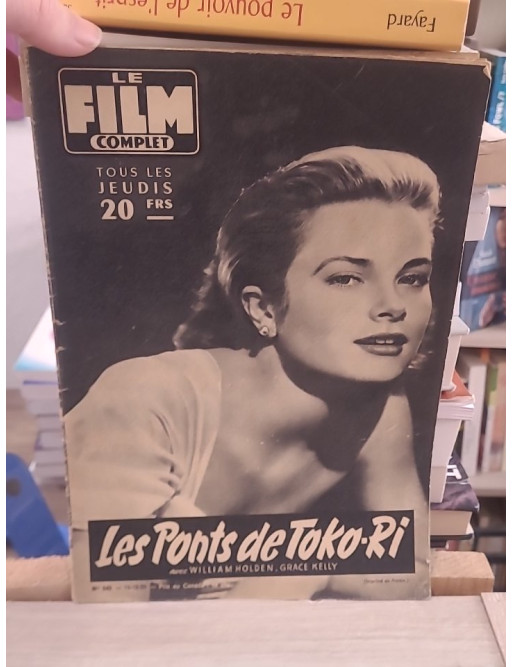 Le pouvoir de l'esprit
Fayard
LE
FILM
COMPLET
TOUS LES
JEUDIS
20 FRS
Les Ponts de Toko-Ri
avec WILLIAM HOLDEN, GRACE KELLY